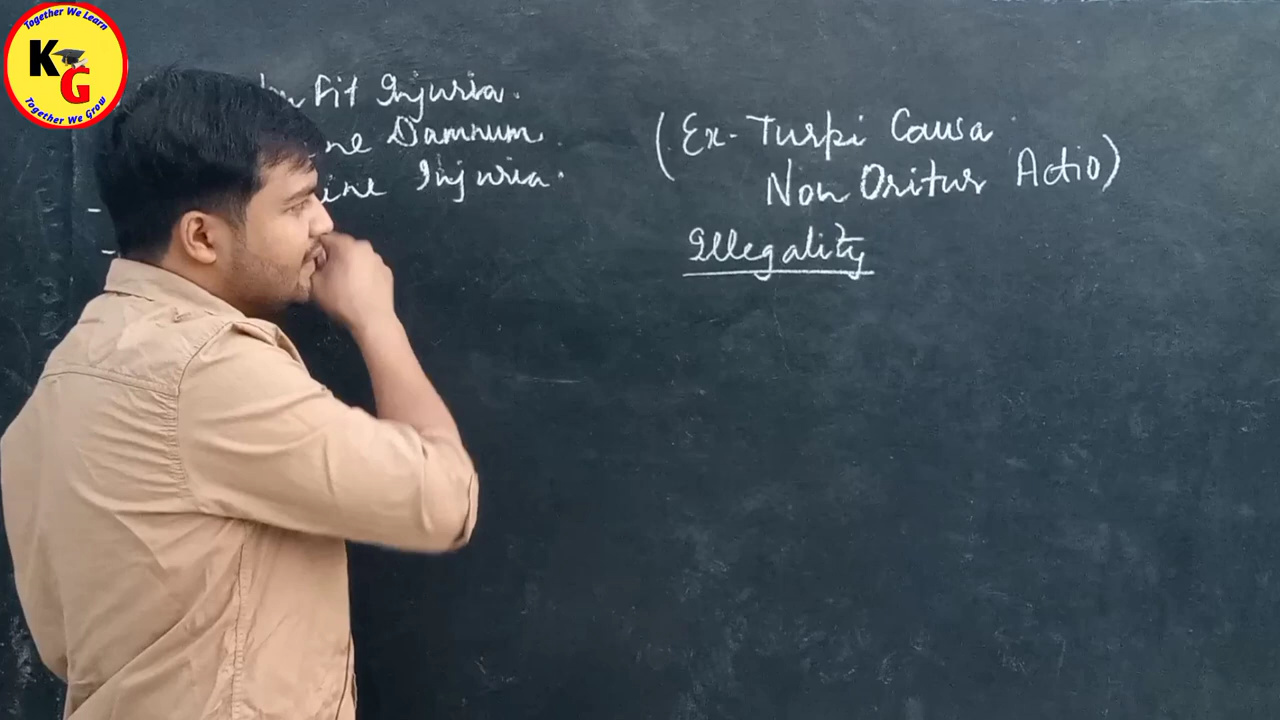 Together We Learn
KG
Together We Grow
Fit Injuria.
Damnum.
Injuria.
(Ex-Turpi Causa
Non Oritur Actio)
Illegality